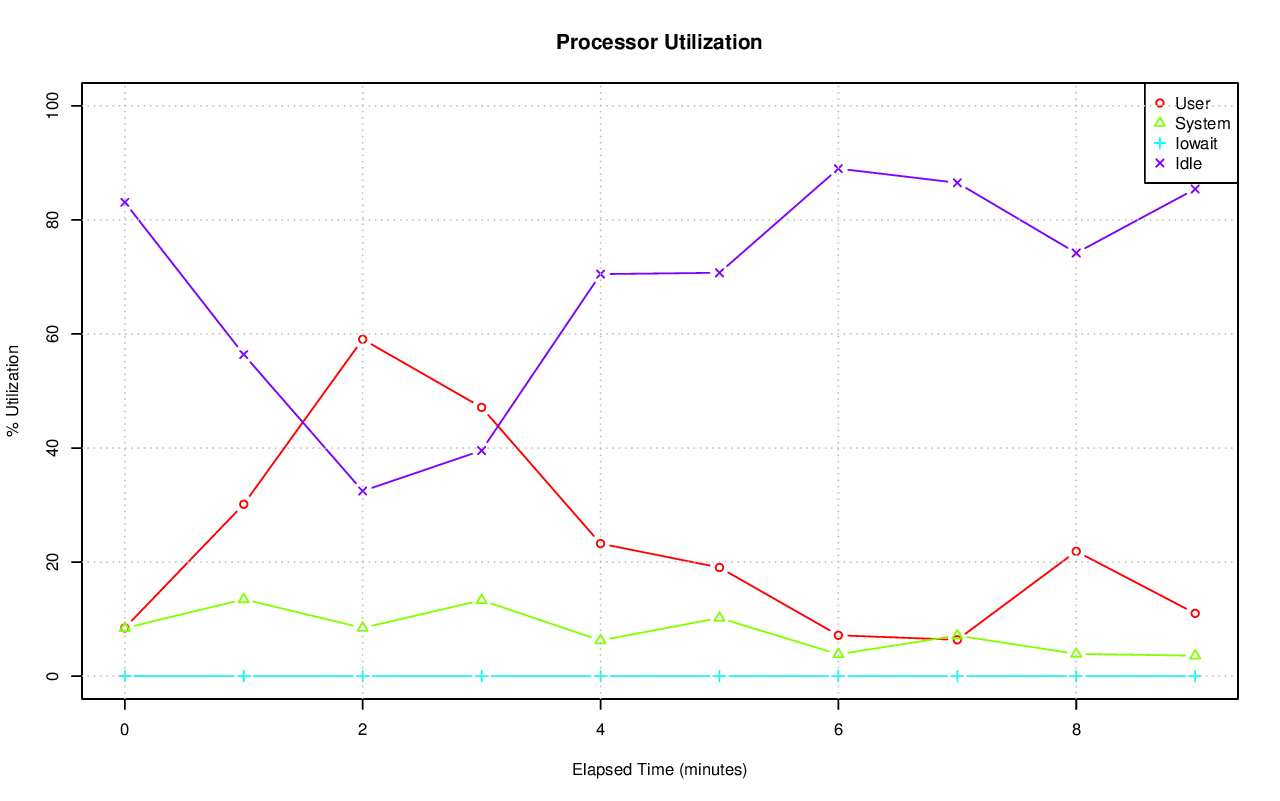 Processor Utilization
100
80
60
40
20
0
% Utilization
User
System
Iowait
Idle
0 2 4 6 8
Elapsed Time (minutes)